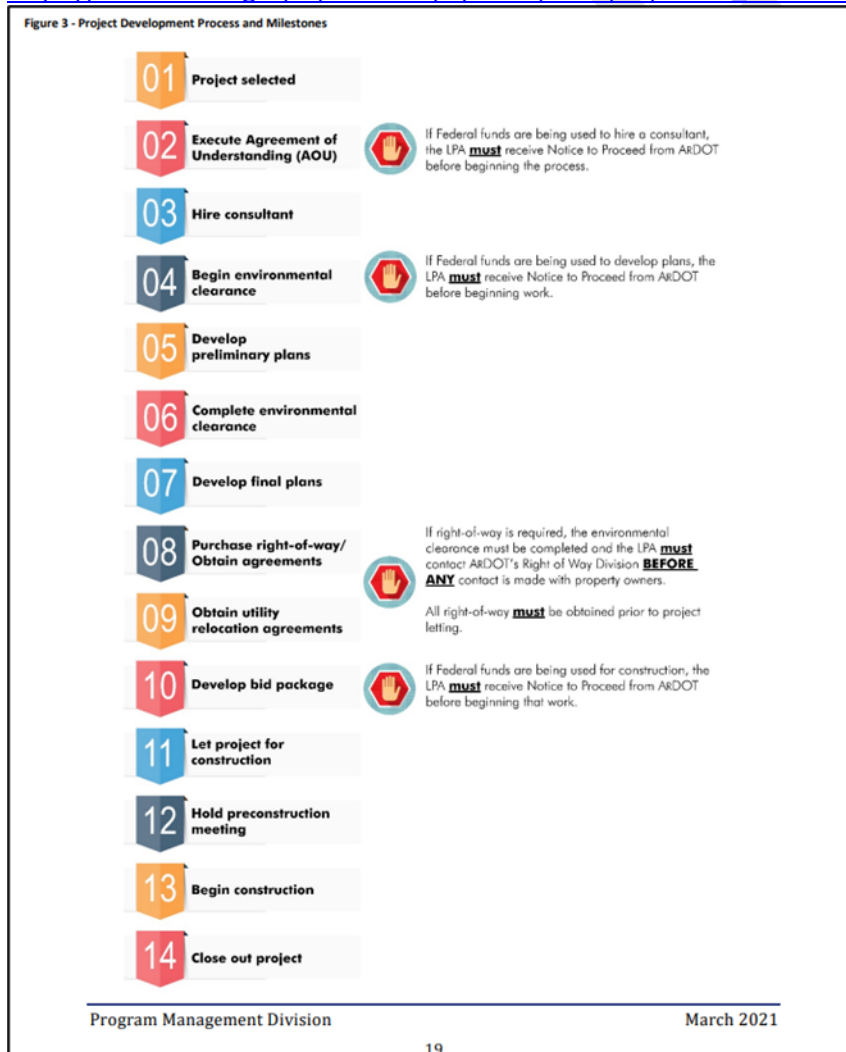 Figure 3 - Project Development Process and Milestones
01 Project selected
02 Execute Agreement of
Understanding (AOU)
If Federal funds are being used to hire a consultant,
the LPA must receive Notice to Proceed from ARDOT
before beginning the process.
03 Hire consultant
04 Begin environmental
clearance
If Federal funds are being used to develop plans, the
LPA must receive Notice to Proceed from ARDOT
before beginning work.
05 Develop
preliminary plans
06 Complete environmental
clearance
07 Develop final plans
08 Purchase right-of-way/
Obtain agreements
If right-of-way is required, the environmental
clearance must be completed and the LPA must
contact ARDOT's Right of Way Division BEFORE
ANY contact is made with property owners.
All right-of-way must be obtained prior to project
letting.
09 Obtain utility
relocation agreements
10 Develop bid package
If Federal funds are being used for construction, the
LPA must receive Notice to Proceed from ARDOT
before beginning that work.
11 Let project for
construction
12 Hold preconstruction
meeting
13 Begin construction
14 Close out project
Program Management Division March 2021
19